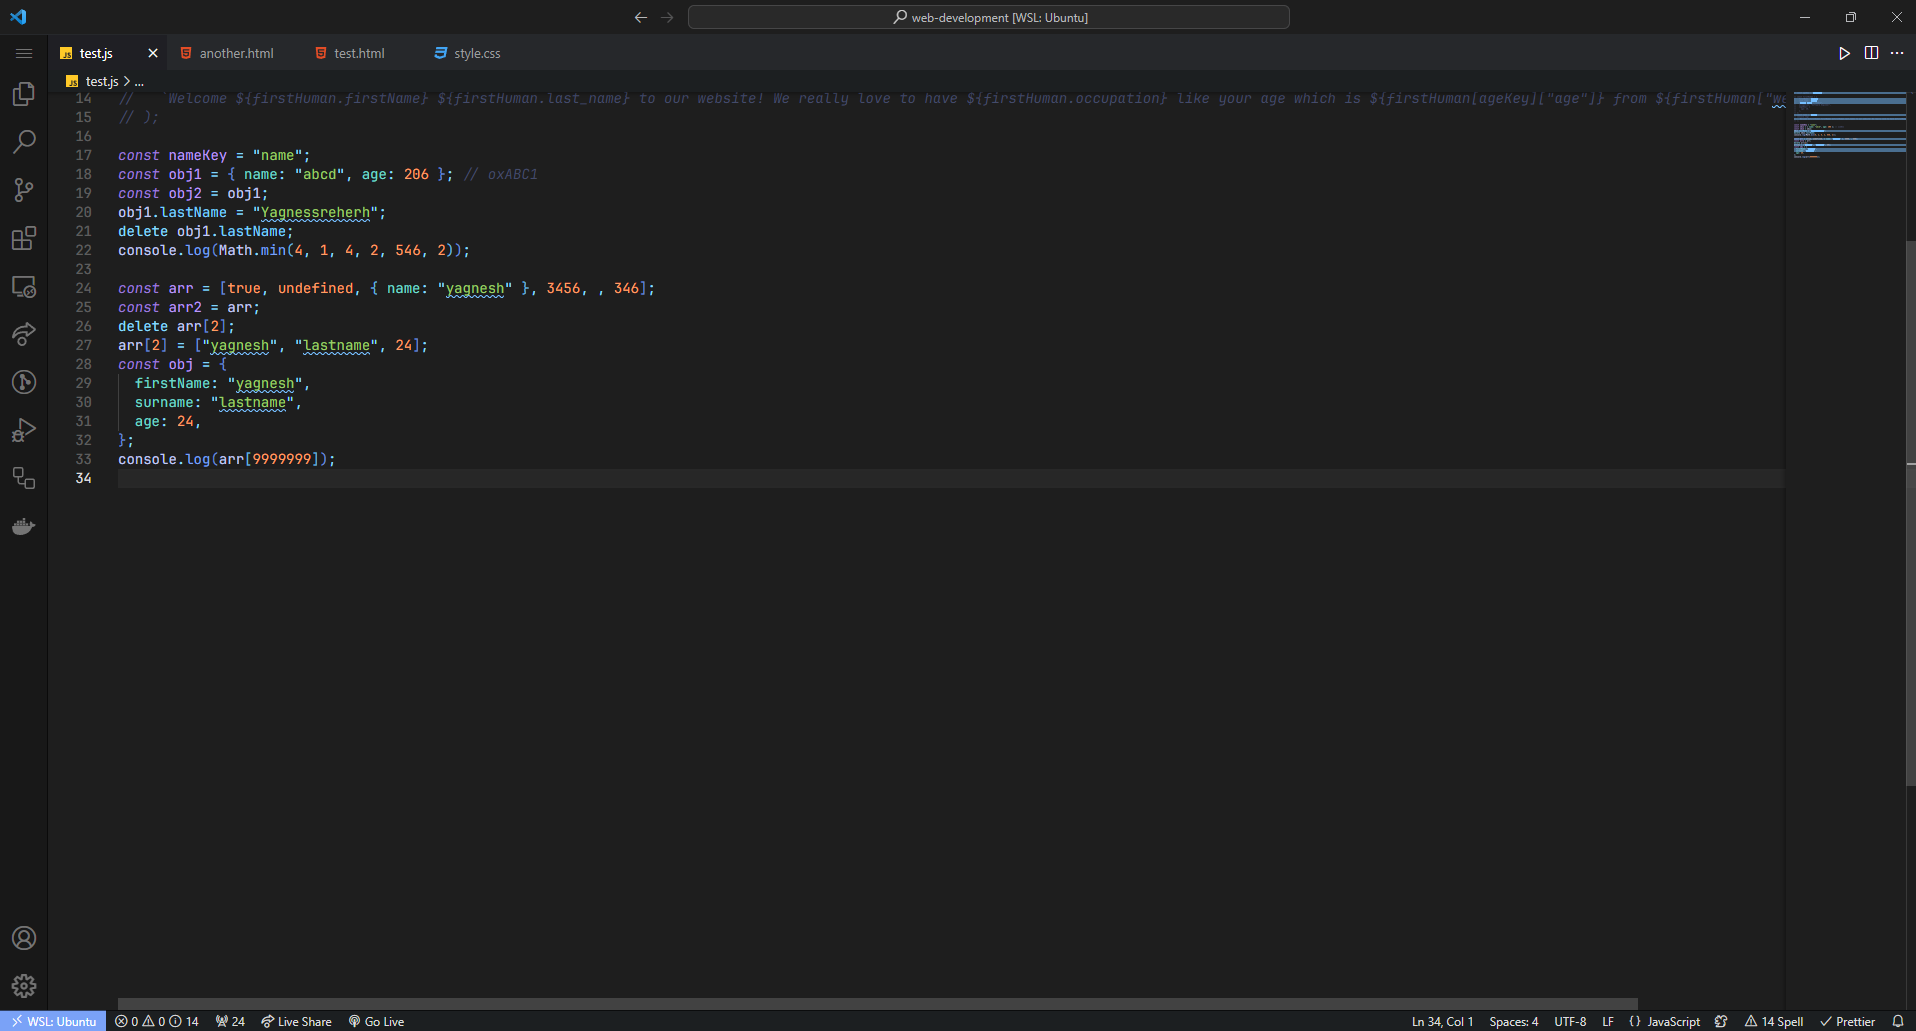 web-development [WSL: Ubuntu]
test.js another.html test.html style.css
test.js > ...
14 // `Welcome ${firstHuman.firstName} ${firstHuman.last_name} to our website! We really love to have ${firstHuman.occupation} like your age which is ${firstHuman[ageKey]["age"]} from ${firstHuman["we
15 // );
16
17 const nameKey = "name";
18 const obj1 = { name: "abcd", age: 206 }; // oxABC1
19 const obj2 = obj1;
20 obj1.lastName = "Yagnessreherh";
21 delete obj1.lastName;
22 console.log(Math.min(4, 1, 4, 2, 546, 2));
23
24 const arr = [true, undefined, { name: "yagnesh" }, 3456, , 346];
25 const arr2 = arr;
26 delete arr[2];
27 arr[2] = ["yagnesh", "lastname", 24];
28 const obj = {
29 firstName: "yagnesh",
30 surname: "lastname",
31 age: 24,
32 };
33 console.log(arr[9999999]);
34
WSL: Ubuntu 0 0 14 24 Live Share Go Live Ln 34, Col 1 Spaces: 4 UTF-8 LF {} JavaScript 14 Spell Prettier